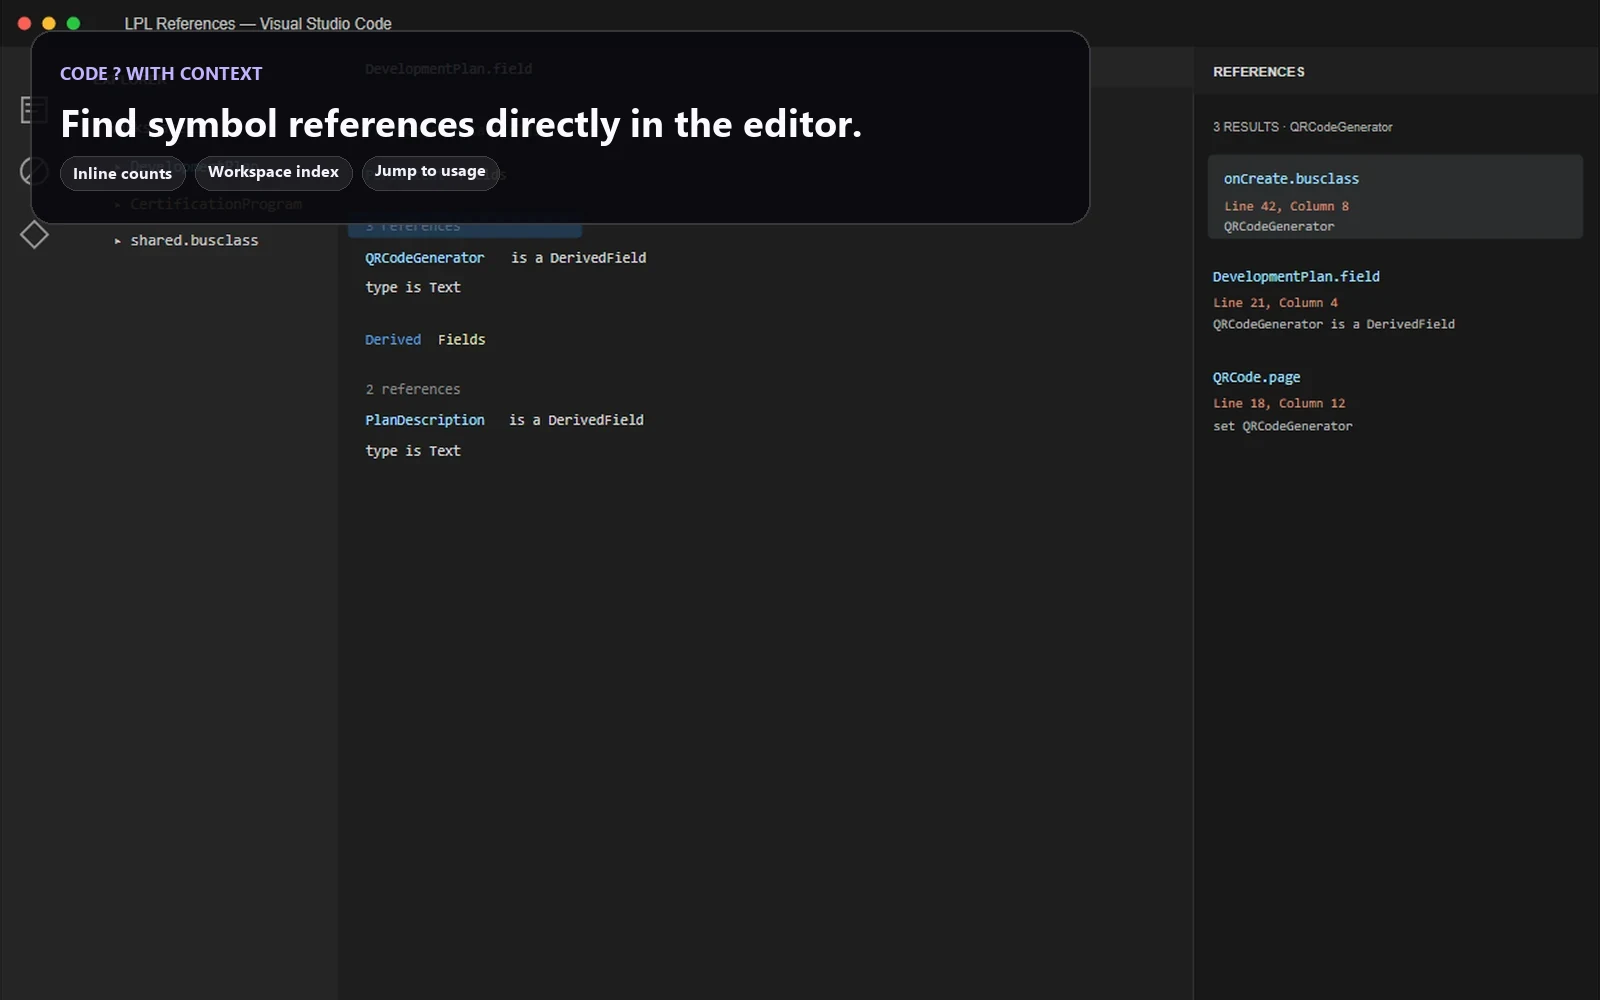 LPL References — Visual Studio Code
CODE ? WITH CONTEXT
Find symbol references directly in the editor.
Inline counts
Workspace index
Jump to usage
DevelopmentPlan.field
DevelopmentPlan
CertificationProgram
▸ shared.busclass
3 references
QRCodeGenerator is a DerivedField
type is Text
Derived Fields
2 references
PlanDescription is a DerivedField
type is Text
REFERENCES
3 RESULTS · QRCodeGenerator
onCreate.busclass
Line 42, Column 8
QRCodeGenerator
DevelopmentPlan.field
Line 21, Column 4
QRCodeGenerator is a DerivedField
QRCode.page
Line 18, Column 12
set QRCodeGenerator